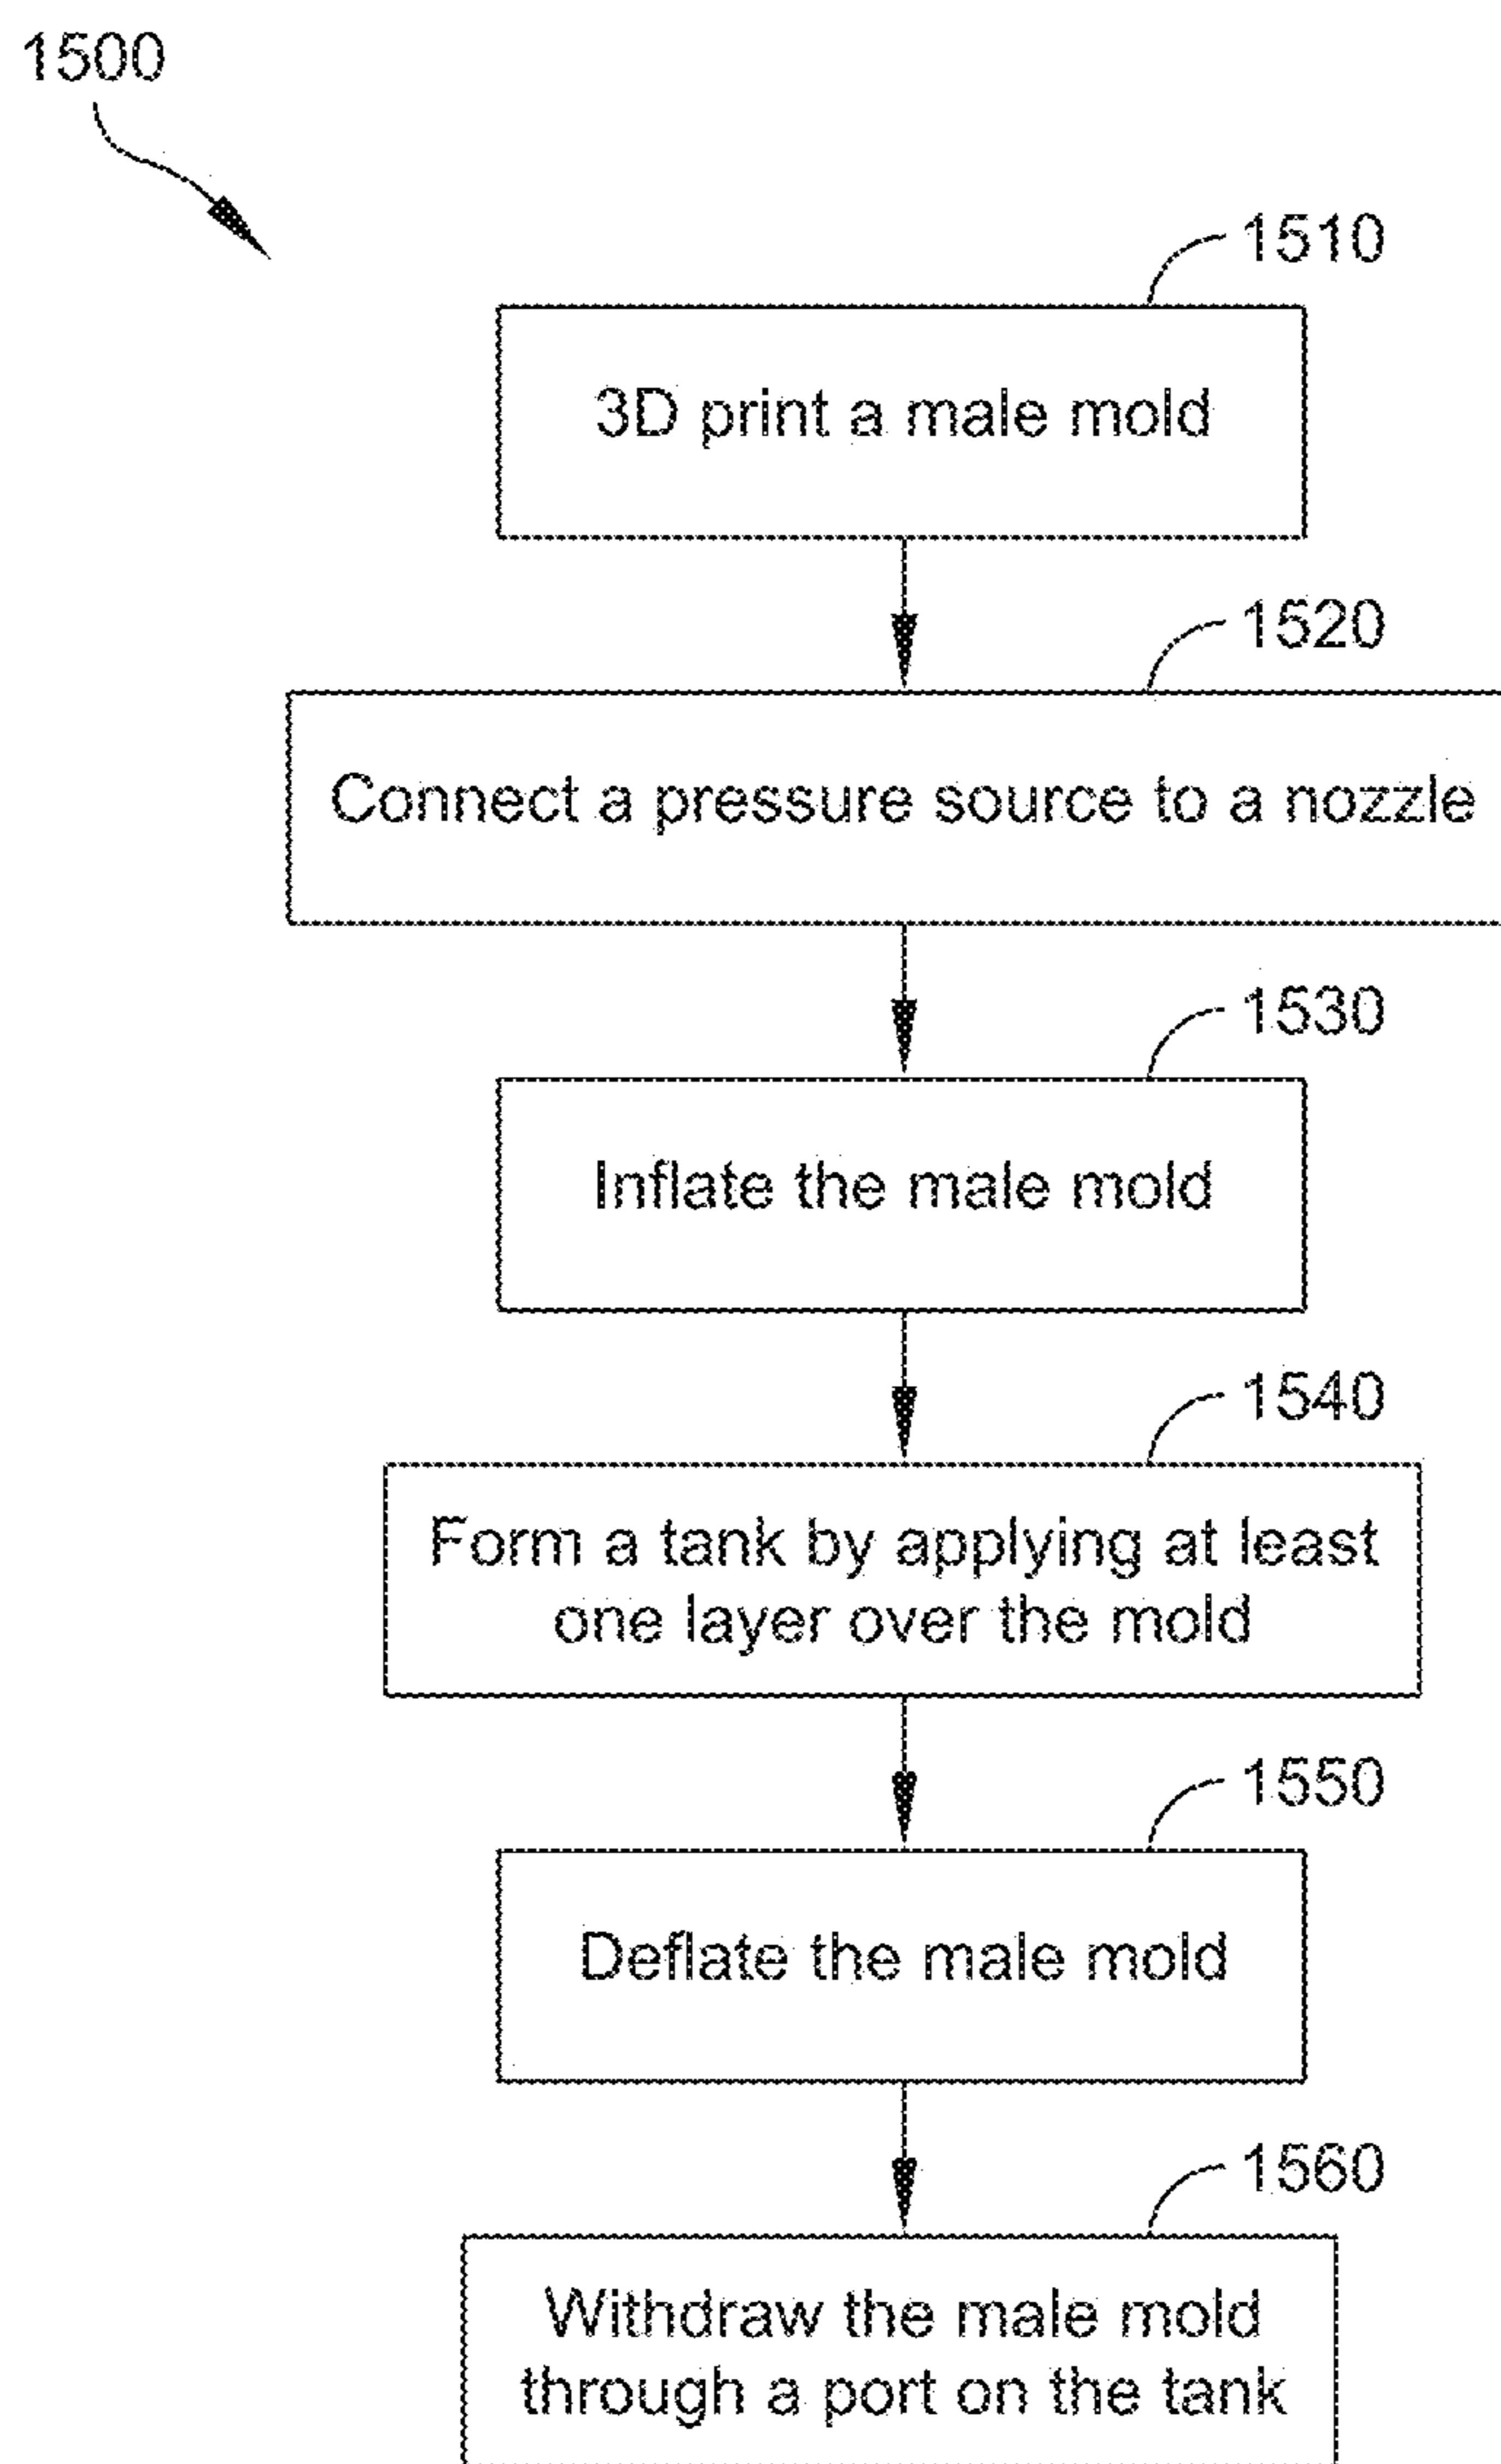 1500
1510
3D print a male mold
1520
Connect a pressure source to a nozzle
1530
Inflate the male mold
1540
Form a tank by applying at least
one layer over the mold
1550
Deflate the male mold
1560
Withdraw the male mold
through a port on the tank